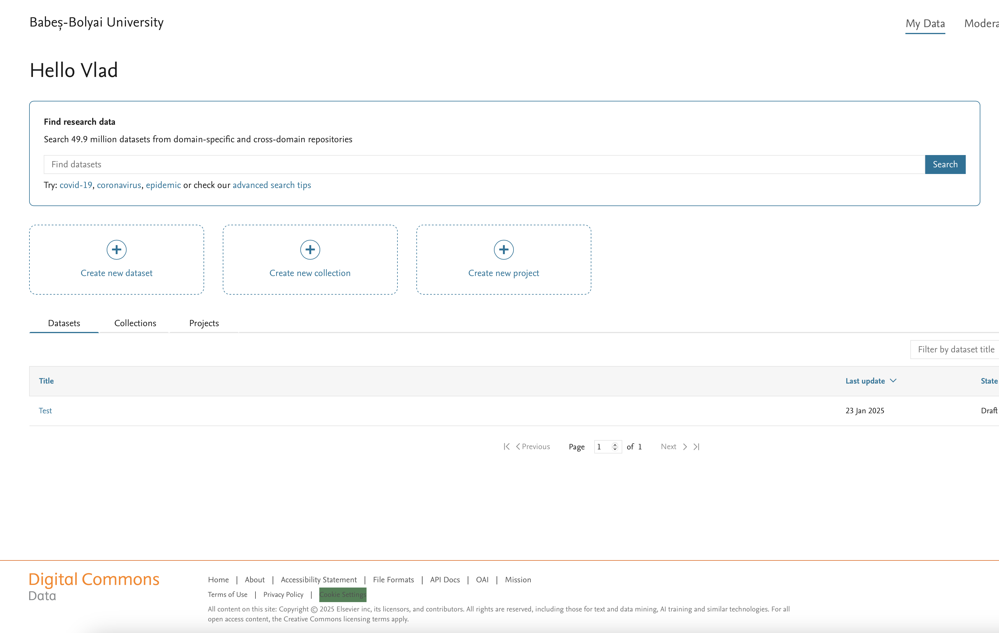 Babeș-Bolyai University
My Data Modera
Hello Vlad
Find research data
Search 49.9 million datasets from domain-specific and cross-domain repositories
Find datasets Search
Try: covid-19, coronavirus, epidemic or check our advanced search tips
Create new dataset Create new collection Create new project
Datasets Collections Projects
Filter by dataset title
Title Last update State
Test 23 Jan 2025 Draft
Previous Page 1 of 1 Next
Digital Commons
Data
Home | About | Accessibility Statement | File Formats | API Docs | OAI | Mission
Terms of Use | Privacy Policy | Cookie Settings
All content on this site: Copyright © 2025 Elsevier inc, its licensors, and contributors. All rights are reserved, including those for text and data mining, AI training and similar technologies. For all
open access content, the Creative Commons licensing terms apply.